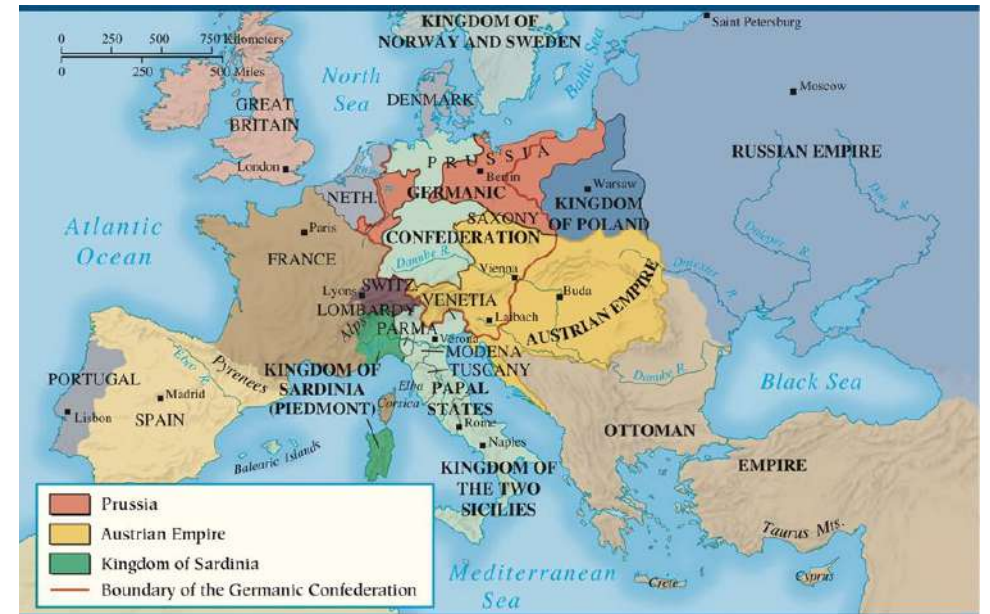 KINGDOM OF
NORWAY AND SWEDEN
Saint Petersburg
0 250 500 750 Kilometers
0 250 500 Miles
North
Sea
Baltic Sea
Moscow
DENMARK
GREAT
BRITAIN
London
RUSSIAN EMPIRE
PRUSSIA
Berlin
Warsaw
KINGDOM
OF POLAND
GERMANIC
CONFEDERATION
NETH.
SAXONY
Don R.
Dnieper R.
Dniester R.
Atlantic
Ocean
Paris
FRANCE
Danube R.
Vienna
Buda
AUSTRIAN EMPIRE
SWITZ.
Lyons
LOMBARDY
VENETIA
Laibach
Alps
PARMA
Verona
MODENA
TUSCANY
Danube R.
Black Sea
Pyrenees
Ebro R.
KINGDOM OF
SARDINIA
(PIEDMONT)
Elba
Corsica
PAPAL
STATES
Rome
Naples
PORTUGAL
Lisbon
Madrid
SPAIN
Balearic Islands
OTTOMAN
EMPIRE
KINGDOM OF
THE TWO
SICILIES
Taurus Mts.
Crete
Cyprus
Mediterranean
Sea
Prussia
Austrian Empire
Kingdom of Sardinia
Boundary of the Germanic Confederation